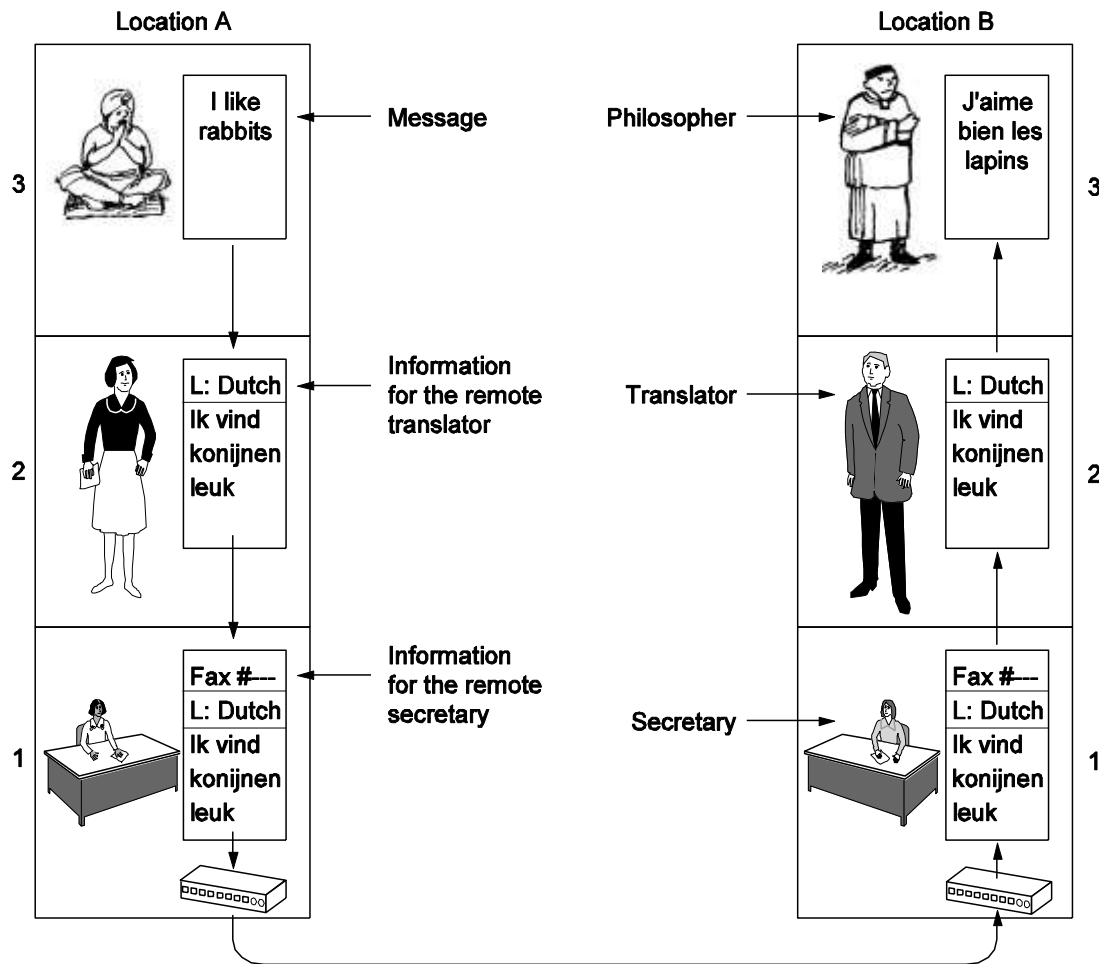 Location A
Location B
I like
rabbits
Message
Philosopher
J'aime
bien les
lapins
3
3
L: Dutch
Ik vind
konijnen
leuk
Information
for the remote
translator
Translator
L: Dutch
Ik vind
konijnen
leuk
2
2
Fax #---
L: Dutch
Ik vind
konijnen
leuk
Information
for the remote
secretary
Secretary
Fax #---
L: Dutch
Ik vind
konijnen
leuk
1
1